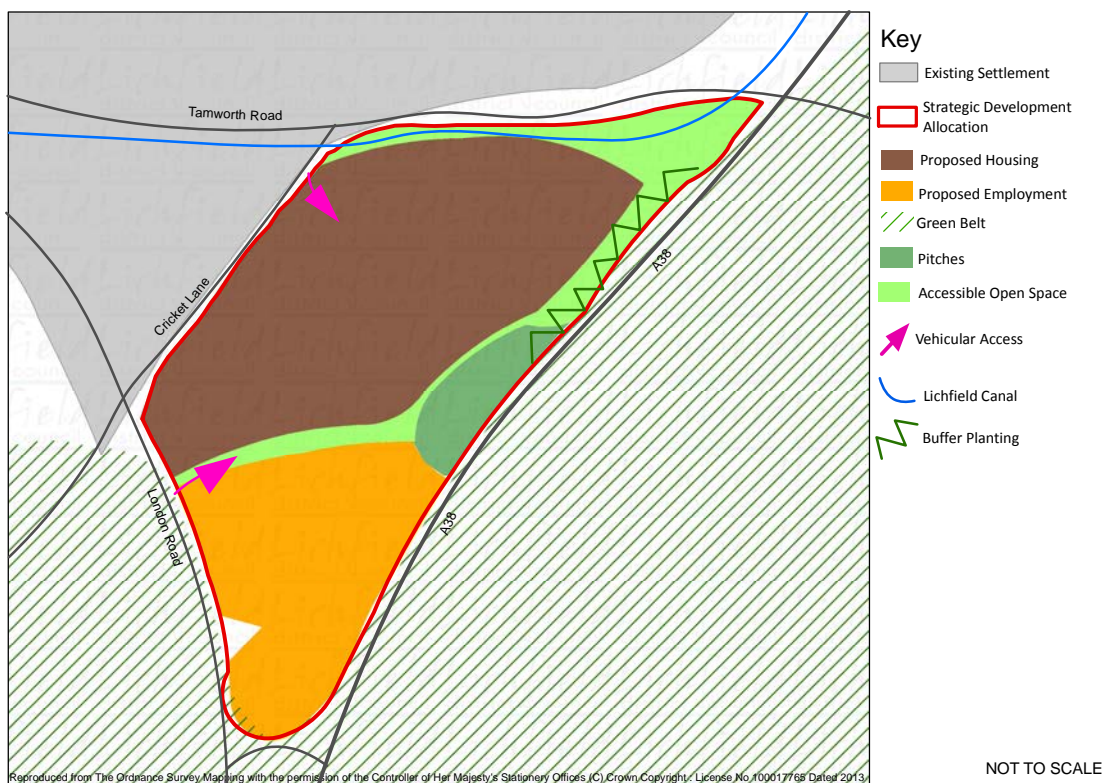 Key
Existing Settlement
Strategic Development
Allocation
Proposed Housing
Proposed Employment
Green Belt
Pitches
Accessible Open Space
Vehicular Access
Lichfield Canal
Buffer Planting
Tamworth Road
Cricket Lane
A38
London Road
A38
Reproduced from The Ordnance Survey Mapping with the permission of the Controller of Her Majesty's Stationery Offices (C) Crown Copyright : License No 100017765 Dated 2013
NOT TO SCALE